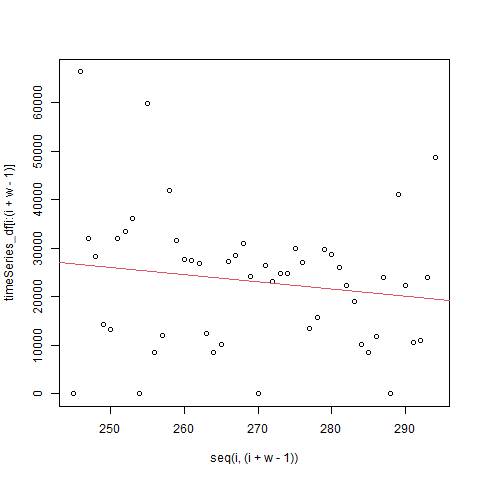 60000
50000
40000
30000
20000
10000
0
timeSeries_df[i:(i + w - 1)]
250 260 270 280 290
seq(i, (i + w - 1))